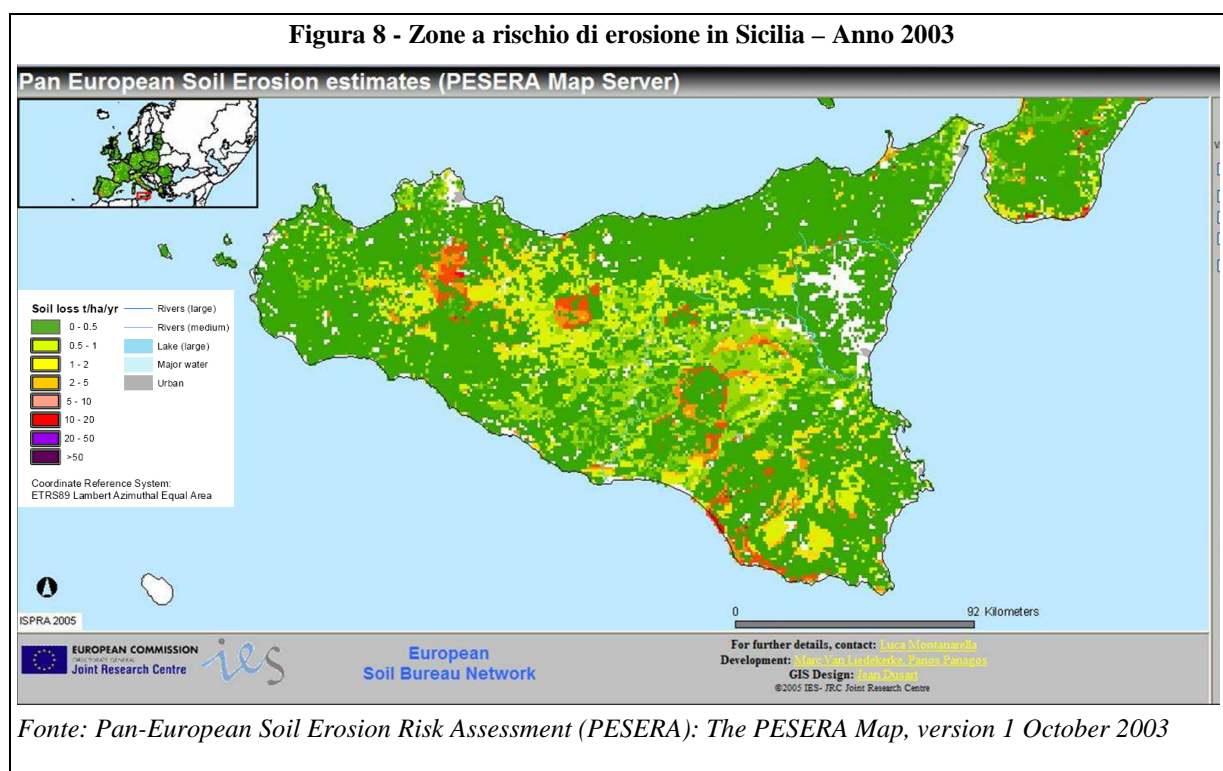 Figura 8 - Zone a rischio di erosione in Sicilia – Anno 2003
Pan European Soil Erosion estimates (PESERA Map Server)
Soil loss t/ha/yr
0 - 0.5
0.5 - 1
1 - 2
2 - 5
5 - 10
10 - 20
20 - 50
>50
Rivers (large)
Rivers (medium)
Lake (large)
Major water
Urban
Coordinate Reference System:
ETRS89 Lambert Azimuthal Equal Area
ISPRA 2005
0 92 Kilometers
EUROPEAN COMMISSION
DIRECTORATE GENERAL
Joint Research Centre
ies
European
Soil Bureau Network
For further details, contact: Luca Montanarella
Development: Marc Van Liedekerke, Panos Panagos
GIS Design: Jean Dusart
©2005 IES- JRC Joint Research Centre
Fonte: Pan-European Soil Erosion Risk Assessment (PESERA): The PESERA Map, version 1 October 2003